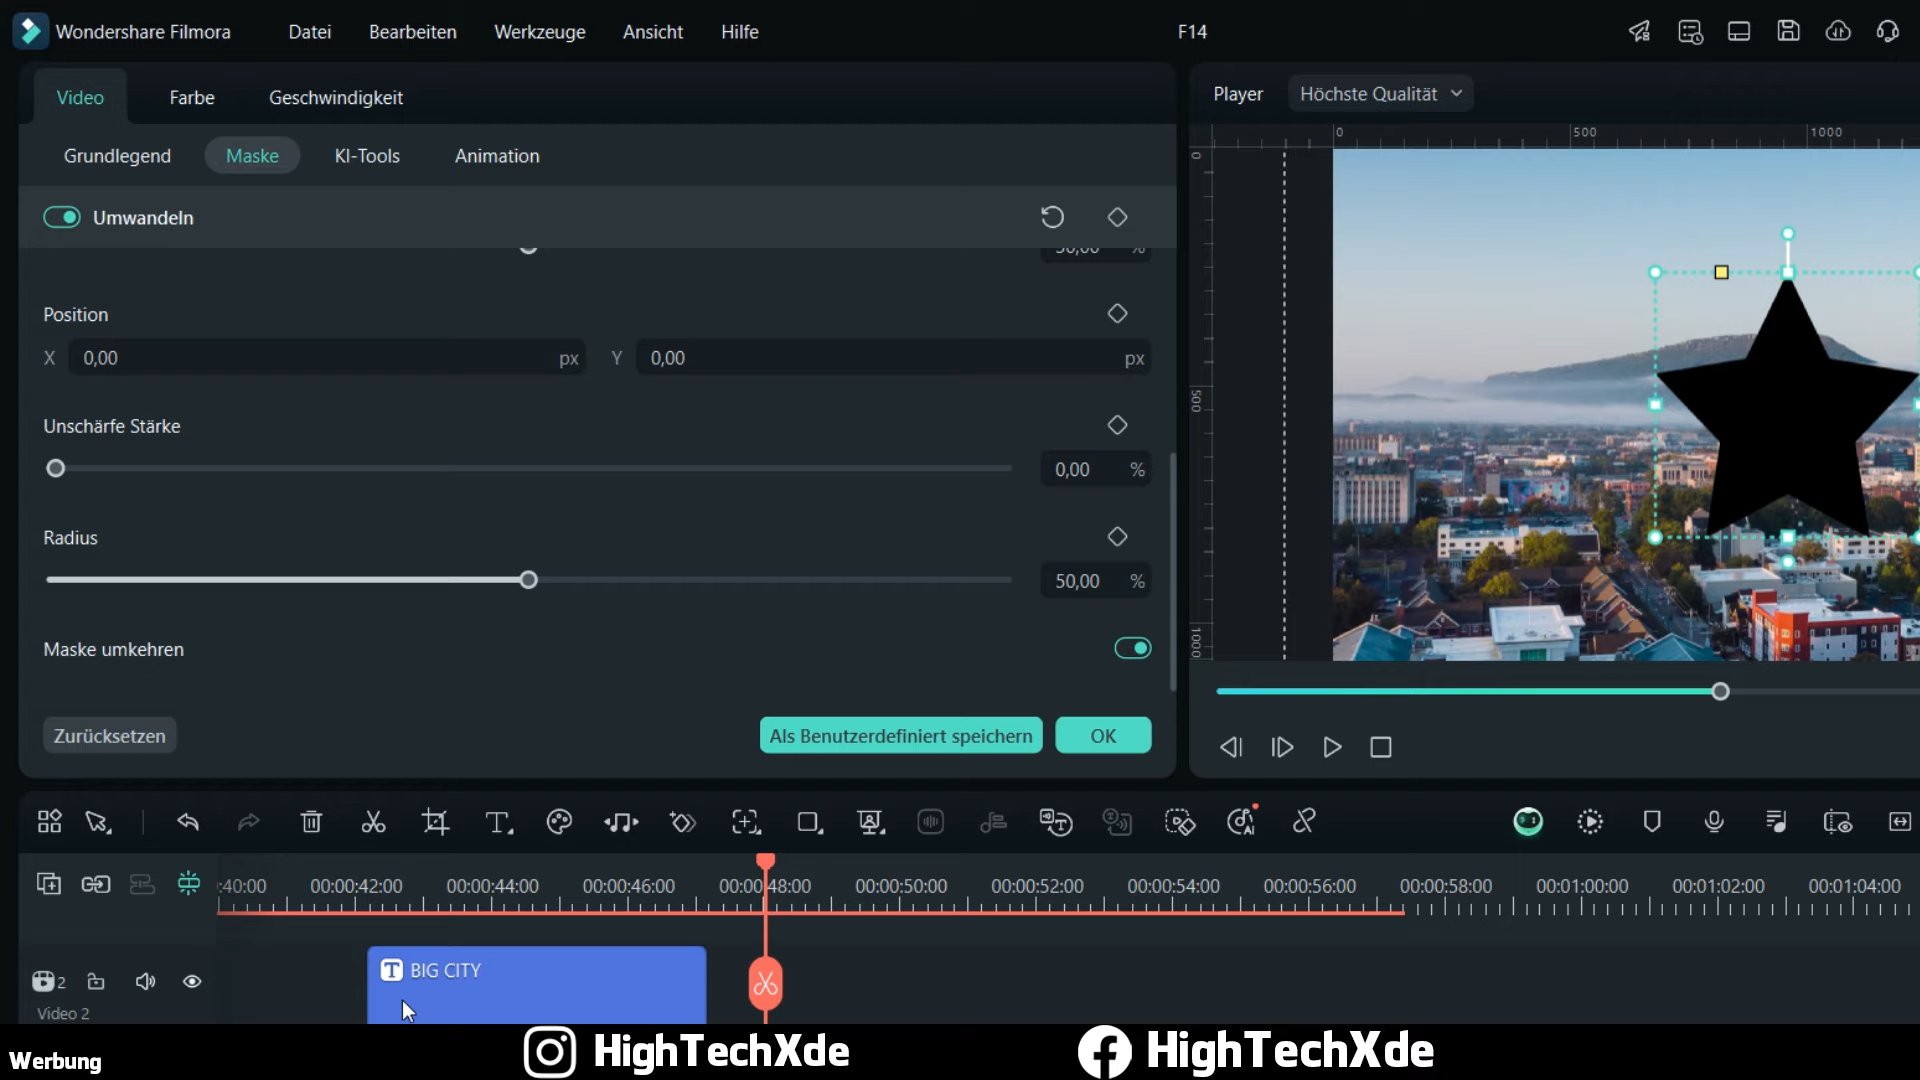 Wondershare Filmora Datei Bearbeiten Werkzeuge Ansicht Hilfe F14
Video Farbe Geschwindigkeit
Grundlegend Maske KI-Tools Animation
Umwandeln
Position
X 0,00 px Y 0,00 px
Unschärfe Stärke
0,00 %
Radius
50,00 %
Maske umkehren
Zurücksetzen Als Benutzerdefiniert speichern OK
Player Höchste Qualität
0 500 1000
0
500
1000
:40:00 00:00:42:00 00:00:44:00 00:00:46:00 00:00:48:00 00:00:50:00 00:00:52:00 00:00:54:00 00:00:56:00 00:00:58:00 00:01:00:00 00:01:02:00 00:01:04:00
T BIG CITY
2
Video 2
Werbung
HighTechXde
HighTechXde